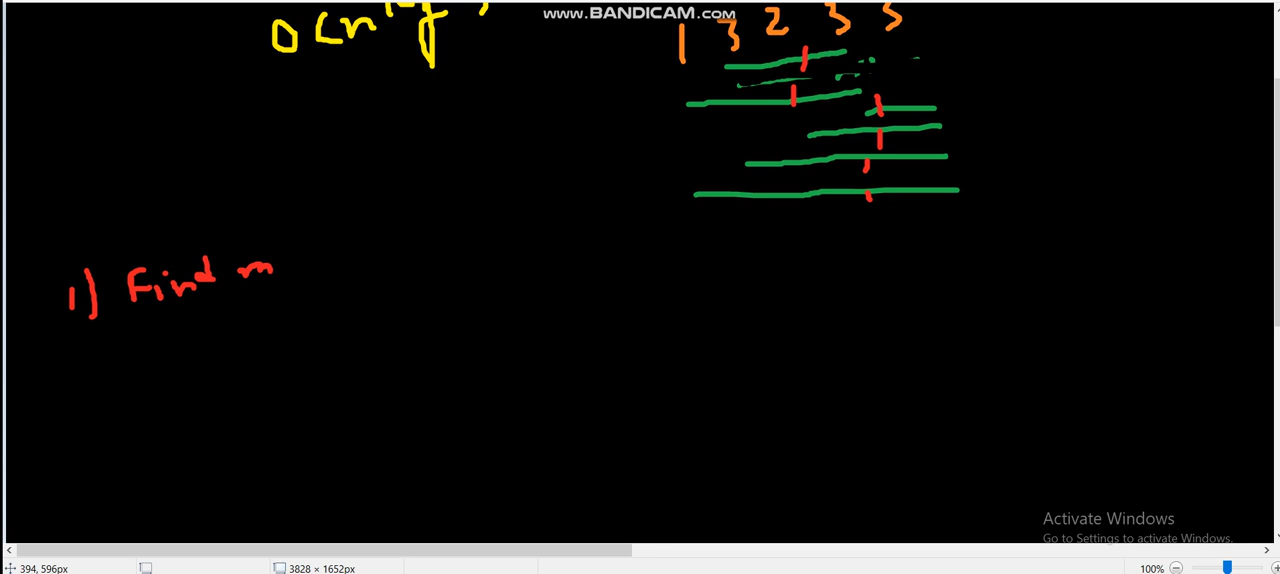 www.BANDICAM.com
1 3 2 3 3
1) Find m
Activate Windows
Go to Settings to activate Windows.
394, 596px
3828 × 1652px
100%